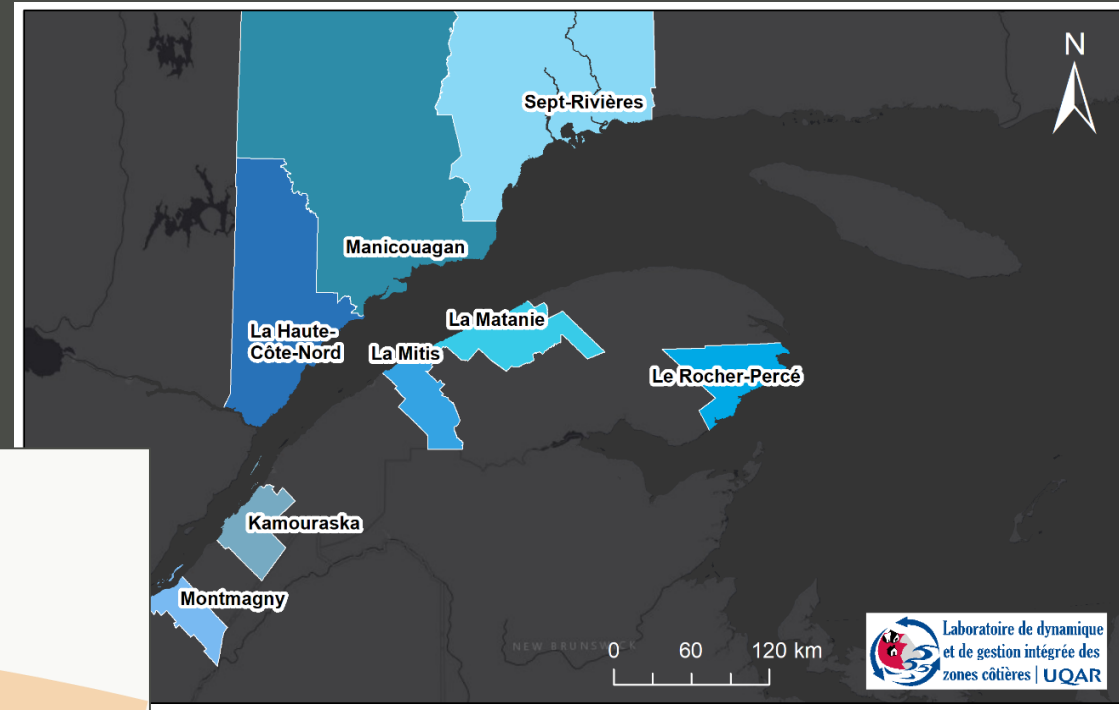 N
Sept-Rivières
Manicouagan
La Matanie
La Haute-
Côte-Nord
La Mitis
Le Rocher-Percé
Kamouraska
Montmagny
NEW BRUNSWICK
0 60 120 km
Laboratoire de dynamique
et de gestion intégrée des
zones côtières | UQAR